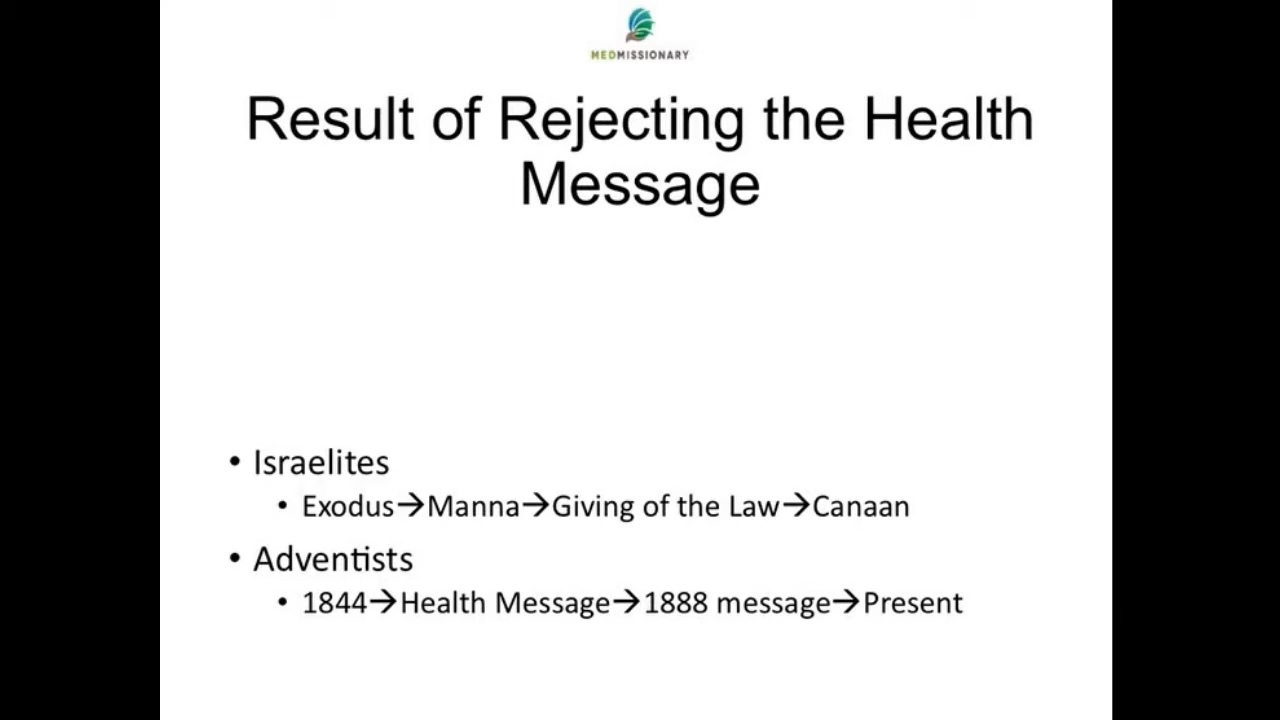 MEDMISSIONARY
Result of Rejecting the Health
Message
• Israelites
• Exodus→Manna→Giving of the Law→Canaan
• Adventists
• 1844→Health Message→1888 message→Present